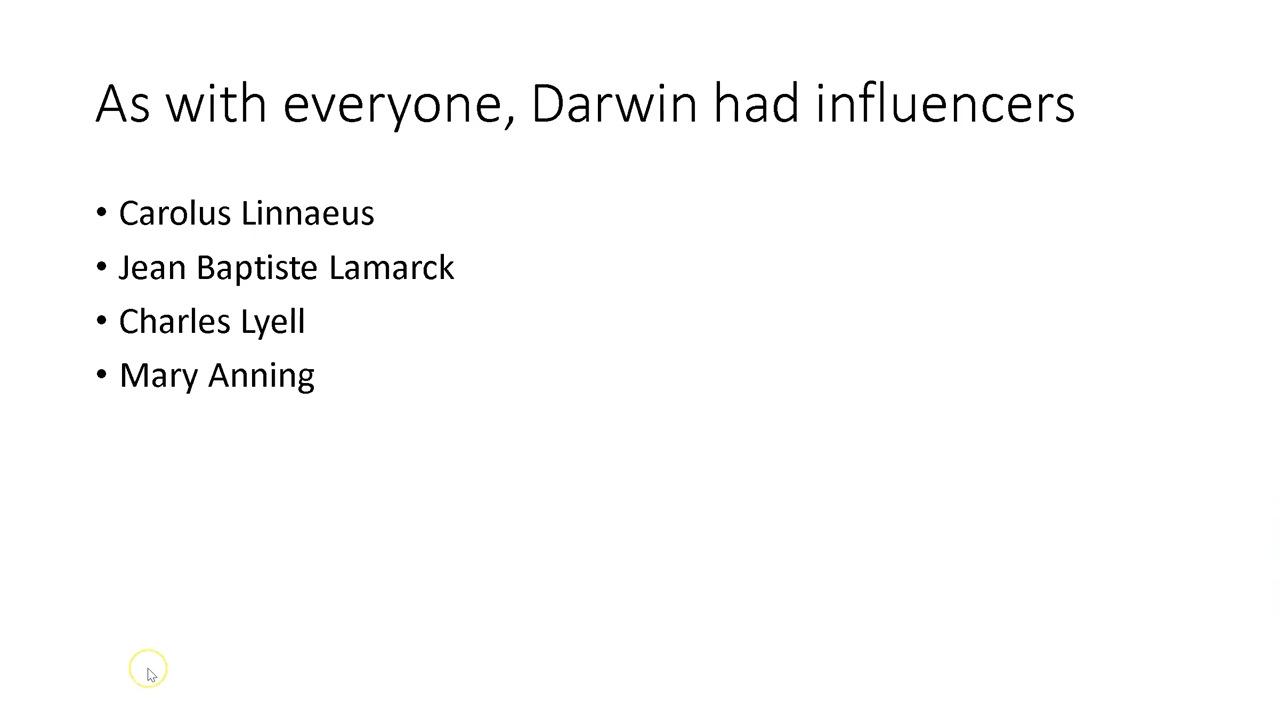 As with everyone, Darwin had influencers
• Carolus Linnaeus
• Jean Baptiste Lamarck
• Charles Lyell
• Mary Anning